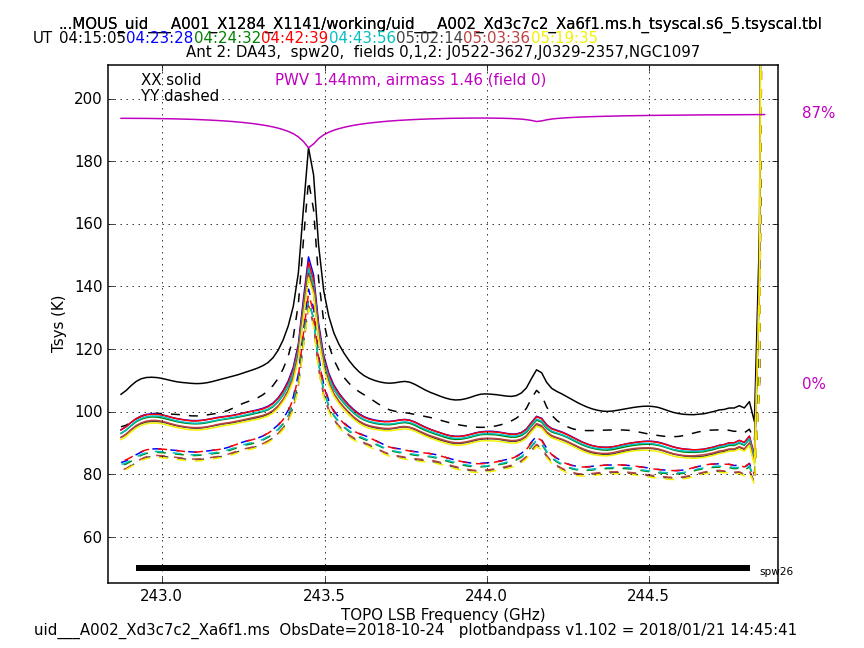 ...MOUS_uid___A001_X1284_X1141/working/uid___A002_Xd3c7c2_Xa6f1.ms.h_tsyscal.s6_5.tsyscal.tbl
UT 04:15:05 04:23:28 04:24:32 04:42:39 04:43:56 05:02:14 05:03:36 05:19:35
Ant 2: DA43, spw20, fields 0,1,2: J0522-3627,J0329-2357,NGC1097
XX solid
YY dashed
PWV 1.44mm, airmass 1.46 (field 0)
87%
0%
200
180
160
140
120
100
80
60
Tsys (K)
spw26
243.0 243.5 244.0 244.5
TOPO LSB Frequency (GHz)
uid___A002_Xd3c7c2_Xa6f1.ms ObsDate=2018-10-24 plotbandpass v1.102 = 2018/01/21 14:45:41